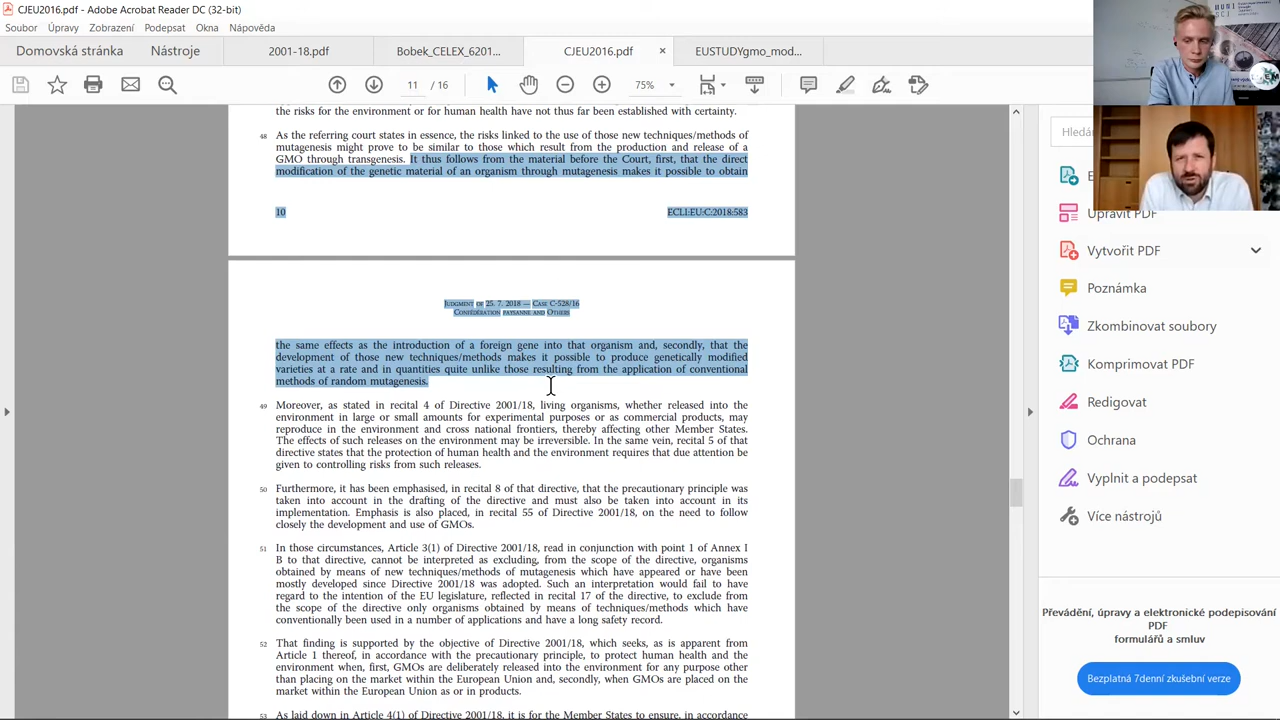 CJEU2016.pdf - Adobe Acrobat Reader DC (32-bit)
Soubor Úpravy Zobrazení Podepsat Okna Nápověda
Domovská stránka Nástroje 2001-18.pdf Bobek_CELEX_6201... CJEU2016.pdf × EUSTUDYgmo_mod...
11 / 16 75%
the risks for the environment or for human health have not thus far been established with certainty.
48 As the referring court states in essence, the risks linked to the use of those new techniques/methods of
mutagenesis might prove to be similar to those which result from the production and release of a
GMO through transgenesis. It thus follows from the material before the Court, first, that the direct
modification of the genetic material of an organism through mutagenesis makes it possible to obtain
10 ECLI:EU:C:2018:583
Judgment of 25. 7. 2018 — Case C-528/16
Confédération paysanne and Others
the same effects as the introduction of a foreign gene into that organism and, secondly, that the
development of those new techniques/methods makes it possible to produce genetically modified
varieties at a rate and in quantities quite unlike those resulting from the application of conventional
methods of random mutagenesis.
49 Moreover, as stated in recital 4 of Directive 2001/18, living organisms, whether released into the
environment in large or small amounts for experimental purposes or as commercial products, may
reproduce in the environment and cross national frontiers, thereby affecting other Member States.
The effects of such releases on the environment may be irreversible. In the same vein, recital 5 of that
directive states that the protection of human health and the environment requires that due attention be
given to controlling risks from such releases.
50 Furthermore, it has been emphasised, in recital 8 of that directive, that the precautionary principle was
taken into account in the drafting of the directive and must also be taken into account in its
implementation. Emphasis is also placed, in recital 55 of Directive 2001/18, on the need to follow
closely the development and use of GMOs.
51 In those circumstances, Article 3(1) of Directive 2001/18, read in conjunction with point 1 of Annex I
B to that directive, cannot be interpreted as excluding, from the scope of the directive, organisms
obtained by means of new techniques/methods of mutagenesis which have appeared or have been
mostly developed since Directive 2001/18 was adopted. Such an interpretation would fail to have
regard to the intention of the EU legislature, reflected in recital 17 of the directive, to exclude from
the scope of the directive only organisms obtained by means of techniques/methods which have
conventionally been used in a number of applications and have a long safety record.
52 That finding is supported by the objective of Directive 2001/18, which seeks, as is apparent from
Article 1 thereof, in accordance with the precautionary principle, to protect human health and the
environment when, first, GMOs are deliberately released into the environment for any purpose other
than placing on the market within the European Union and, secondly, when GMOs are placed on the
market within the European Union as or in products.
53 As laid down in Article 4(1) of Directive 2001/18, it is for the Member States to ensure, in accordance
Hledá
E
Upravit PDF
Vytvořit PDF
Poznámka
Zkombinovat soubory
Komprimovat PDF
Redigovat
Ochrana
Vyplnit a podepsat
Více nástrojů
Převádění, úpravy a elektronické podepisování
PDF
formulářů a smluv
Bezplatná 7denní zkušební verze
MUNI
SCI